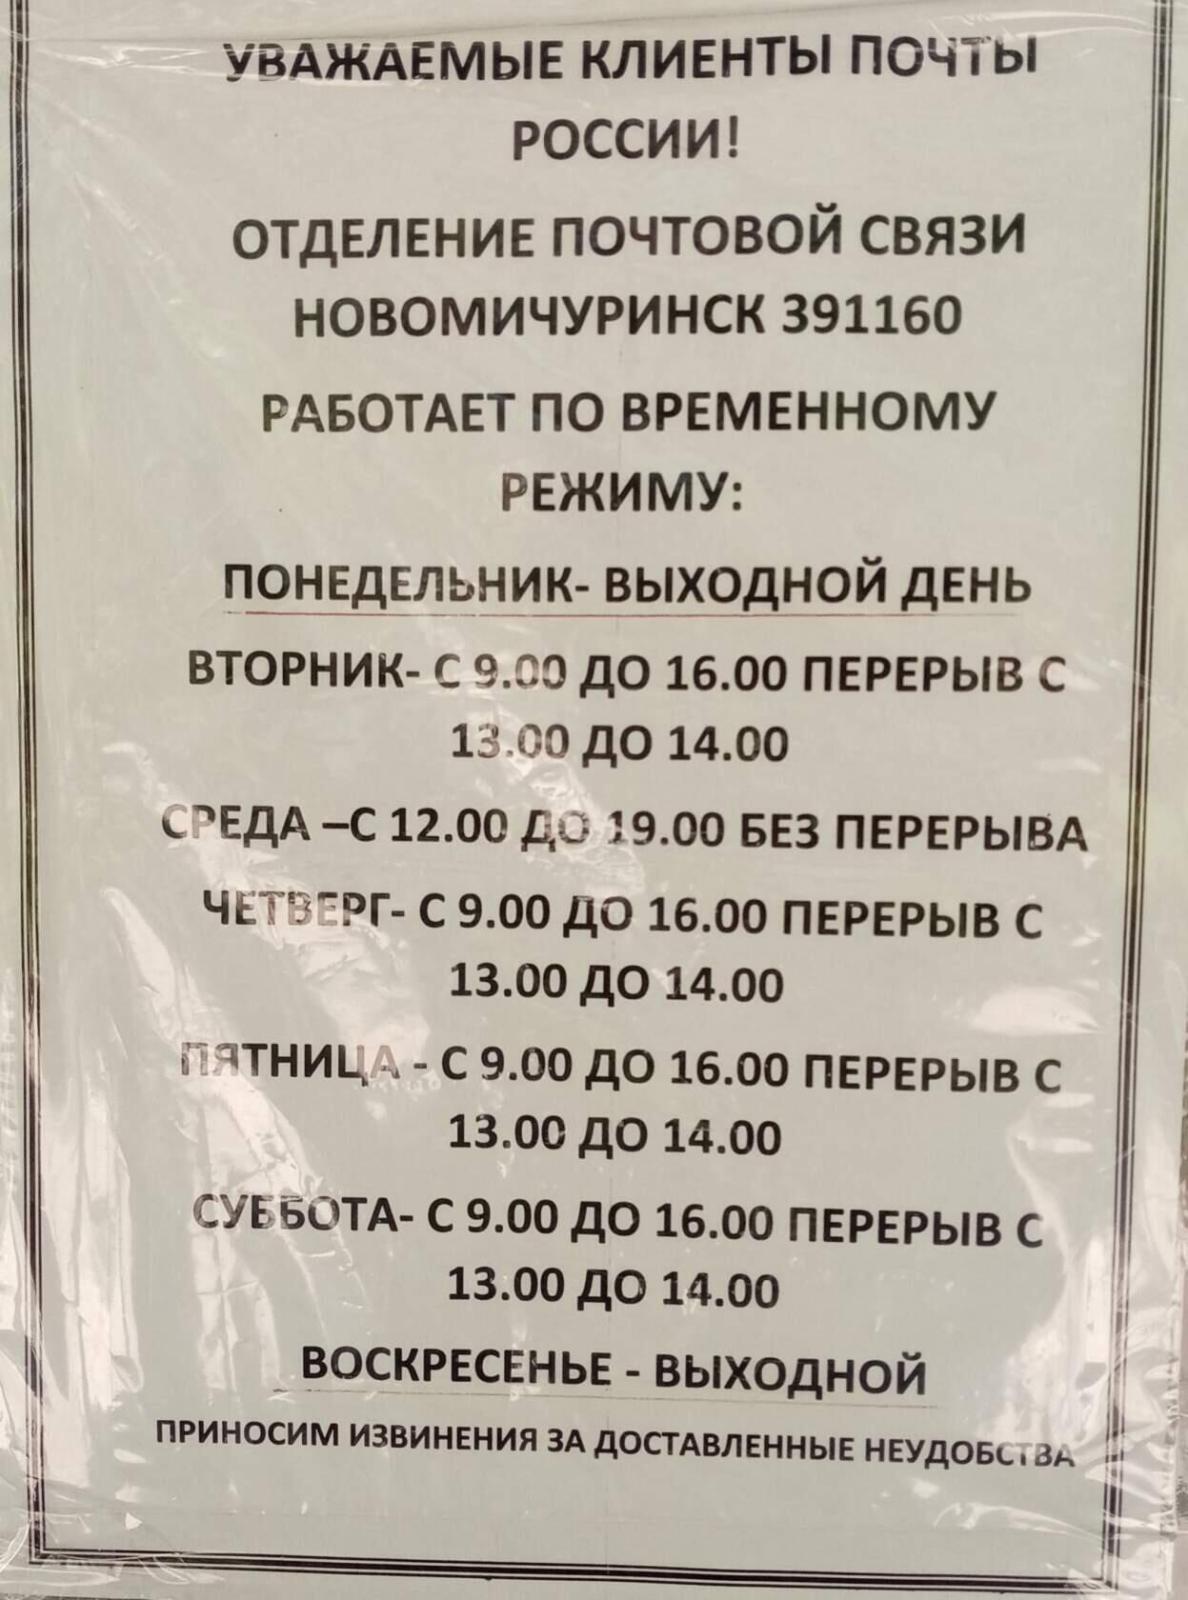 УВАЖАЕМЫЕ КЛИЕНТЫ ПОЧТЫ
РОССИИ!
ОТДЕЛЕНИЕ ПОЧТОВОЙ СВЯЗИ
НОВОМИЧУРИНСК 391160
РАБОТАЕТ ПО ВРЕМЕННОМУ
РЕЖИМУ:
ПОНЕДЕЛЬНИК- ВЫХОДНОЙ ДЕНЬ
ВТОРНИК- С 9.00 ДО 16.00 ПЕРЕРЫВ С
13.00 ДО 14.00
СРЕДА –С 12.00 ДО 19.00 БЕЗ ПЕРЕРЫВА
ЧЕТВЕРГ- С 9.00 ДО 16.00 ПЕРЕРЫВ С
13.00 ДО 14.00
ПЯТНИЦА - С 9.00 ДО 16.00 ПЕРЕРЫВ С
13.00 ДО 14.00
СУББОТА- С 9.00 ДО 16.00 ПЕРЕРЫВ С
13.00 ДО 14.00
ВОСКРЕСЕНЬЕ - ВЫХОДНОЙ
ПРИНОСИМ ИЗВИНЕНИЯ ЗА ДОСТАВЛЕННЫЕ НЕУДОБСТВА